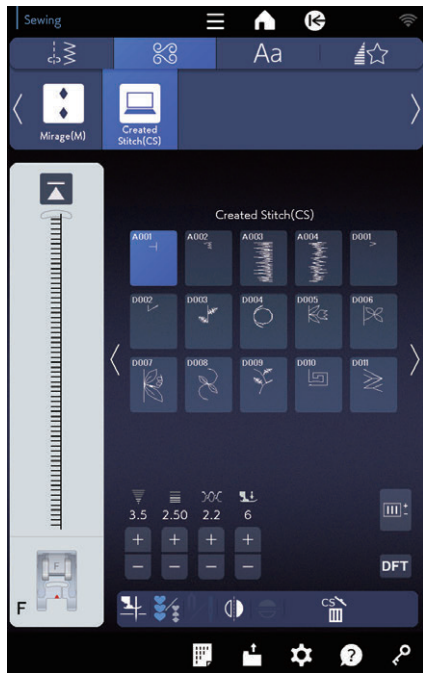 Sewing
Aa
Mirage(M)
Created
Stitch(CS)
Created Stitch(CS)
A001 A002 A003 A004 D001
D002 D003 D004 D005 D006
D007 D008 D009 D010 D011
3.5 2.50 2.2 6
+ + + +
− − − −
DFT
F
F
CS
?